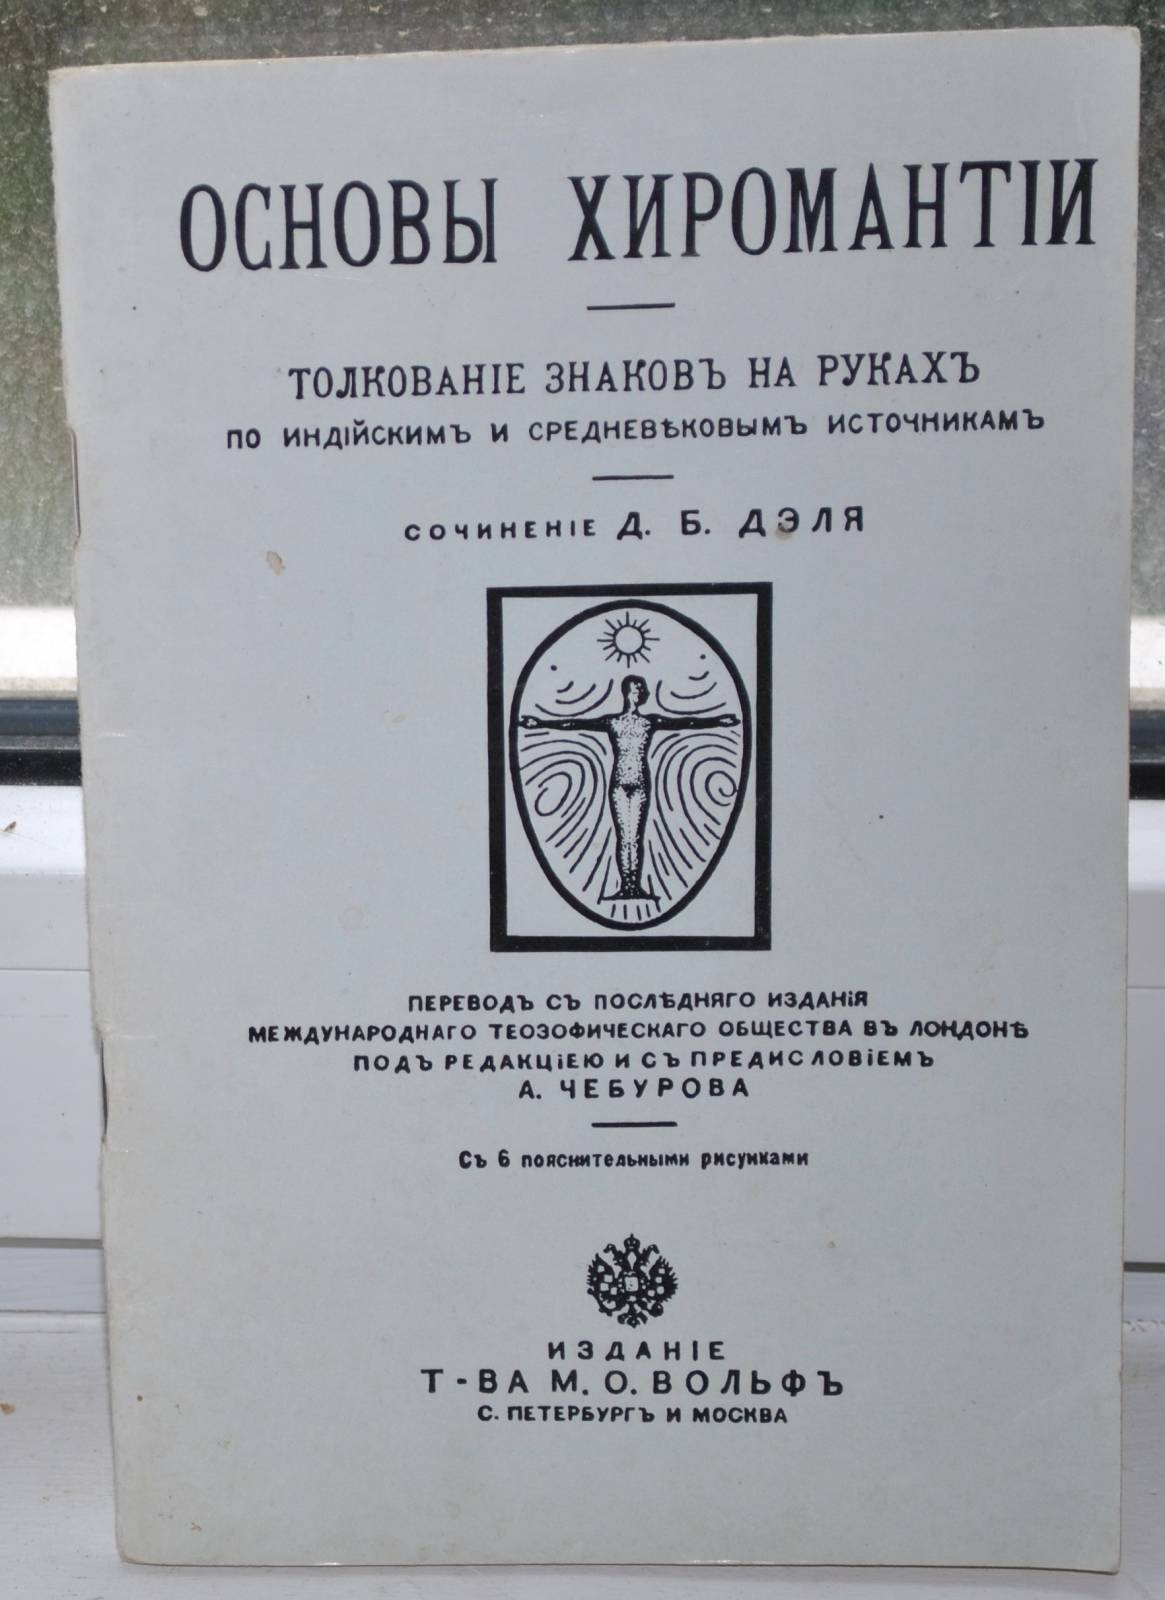 ОСНОВЫ ХИРОМАНТІИ
ТОЛКОВАНІЕ ЗНАКОВЪ НА РУКАХЪ
ПО ИНДІЙСКИМЪ И СРЕДНЕВѢКОВЫМЪ ИСТОЧНИКАМЪ
СОЧИНЕНІЕ Д. Б. ДЭЛЯ
ПЕРЕВОДЪ СЪ ПОСЛѢДНЯГО ИЗДАНІЯ
МЕЖДУНАРОДНАГО ТЕОЗОФИЧЕСКАГО ОБЩЕСТВА ВЪ ЛОНДОНѢ
ПОДЪ РЕДАКЦІЕЮ И СЪ ПРЕДИСЛОВІЕМЪ
А. ЧЕБУРОВА
Съ 6 пояснительными рисунками
ИЗДАНІЕ
Т-ВА М. О. ВОЛЬФЪ
С. ПЕТЕРБУРГЪ И МОСКВА